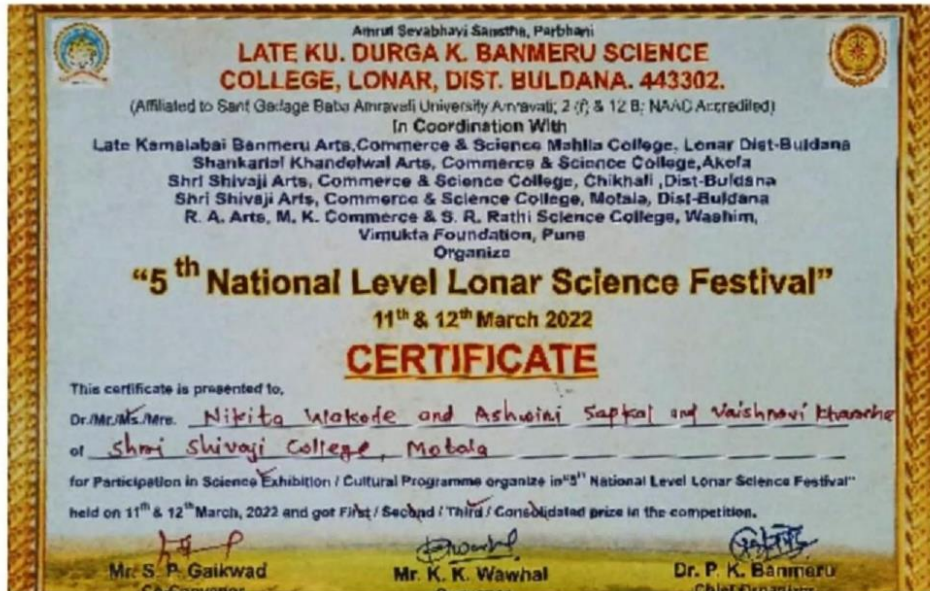 Amrut Sevabhavi Sanstha, Parbhani
LATE KU. DURGA K. BANMERU SCIENCE
COLLEGE, LONAR, DIST. BULDANA. 443302.
(Affiliated to Sant Gadage Baba Amravati University Amravati; 2 (f) & 12 B; NAAC Accredited)
In Coordination With
Late Kamalabai Banmeru Arts,Commerce & Science Mahila College, Lonar Dist-Buldana
Shankarlal Khandelwal Arts, Commerce & Science College,Akola
Shri Shivaji Arts, Commerce & Science College, Chikhali ,Dist-Buldana
Shri Shivaji Arts, Commerce & Science College, Motala, Dist-Buldana
R. A. Arts, M. K. Commerce & S. R. Rathi Science College, Washim,
Vimukta Foundation, Pune
Organize
“5 th National Level Lonar Science Festival”
11th & 12th March 2022
CERTIFICATE
This certificate is presented to,
Dr./Mr./Ms./Mrs. Nikita Wakode and Ashwini Sapkal and Vaishnavi
of Shri Shivaji College, Motala
for Participation in Science Exhibition / Cultural Programme organize in"5th National Level Lonar Science Festival"
held on 11th & 12th March, 2022 and got First / Second / Third / Consolidated prize in the competition.
Mr. S. P. Gaikwad Mr. K. K. Wawhal Dr. P. K. Banmeru
Co-Convenor Chief Organizer